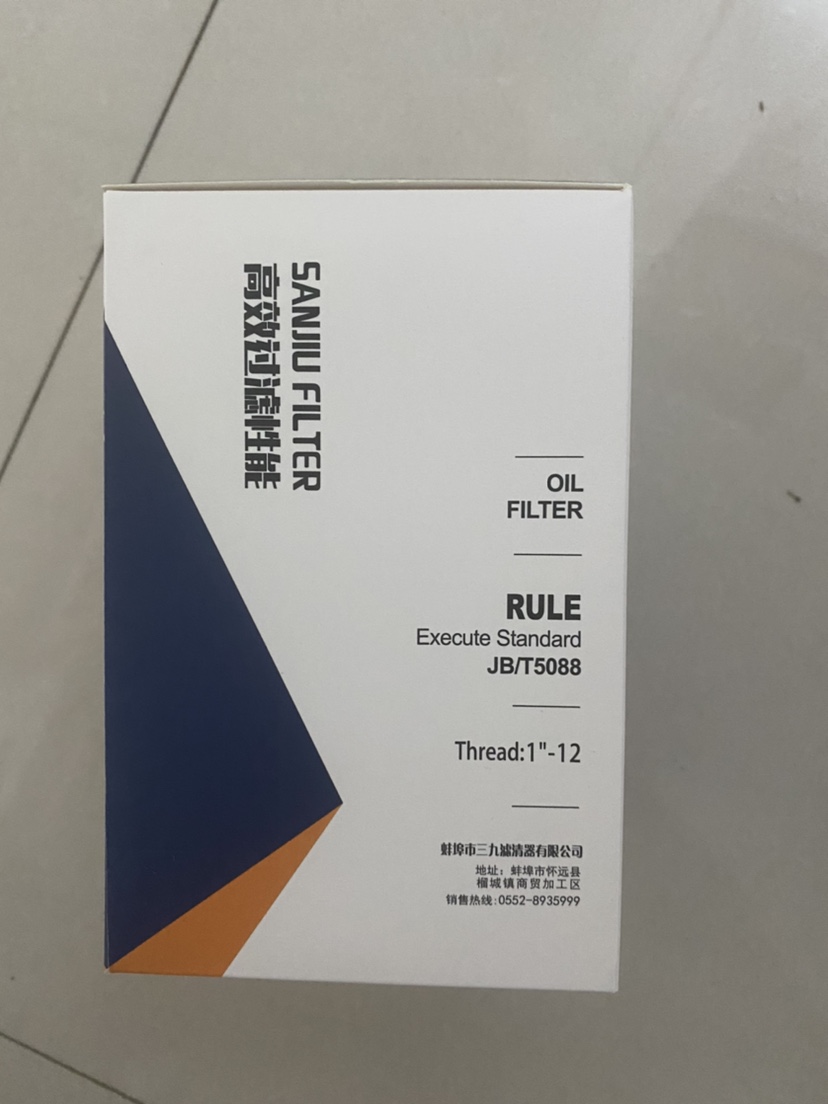 SANJIU FILTER
高效过滤性能
OIL
FILTER
RULE
Execute Standard
JB/T5088
Thread:1"-12
蚌埠市三九滤清器有限公司
地址：蚌埠市怀远县
榴城镇商贸加工区
销售热线:0552-8935999